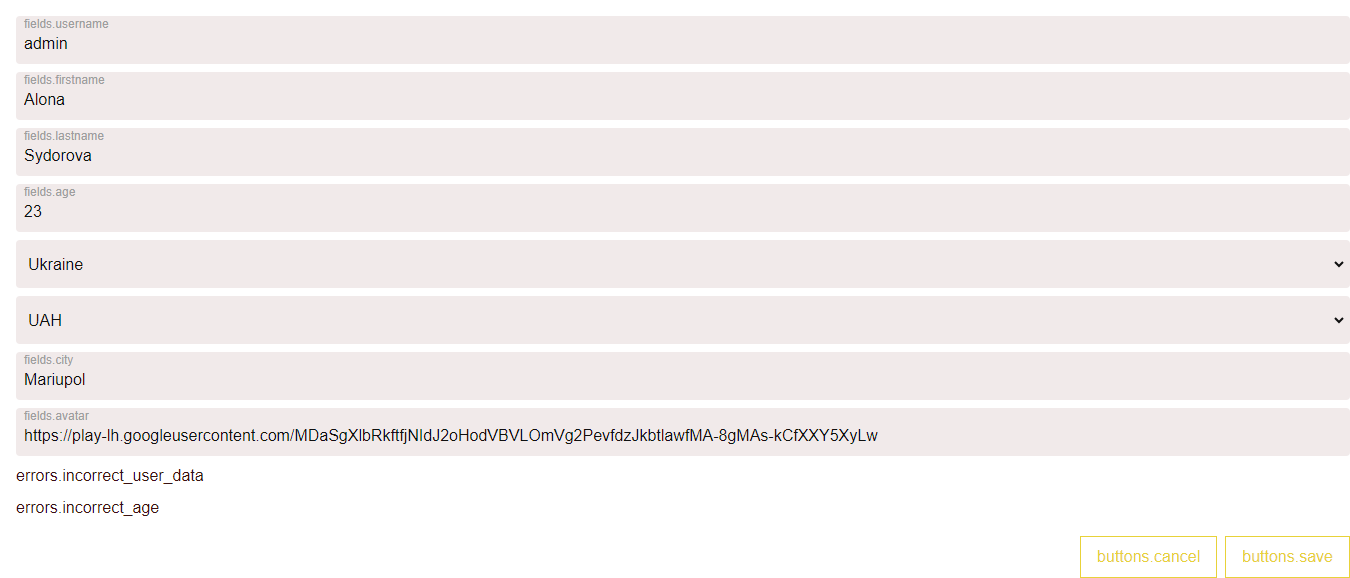 fields.username
admin
fields.firstname
Alona
fields.lastname
Sydorova
fields.age
23
Ukraine
UAH
fields.city
Mariupol
fields.avatar
https://play-lh.googleusercontent.com/MDaSgXlbRkftfjNIdJ2oHodVBVLOmVg2PevfdzJkbtlawfMA-8gMAs-kCfXXY5XyLw
errors.incorrect_user_data
errors.incorrect_age
buttons.cancel buttons.save